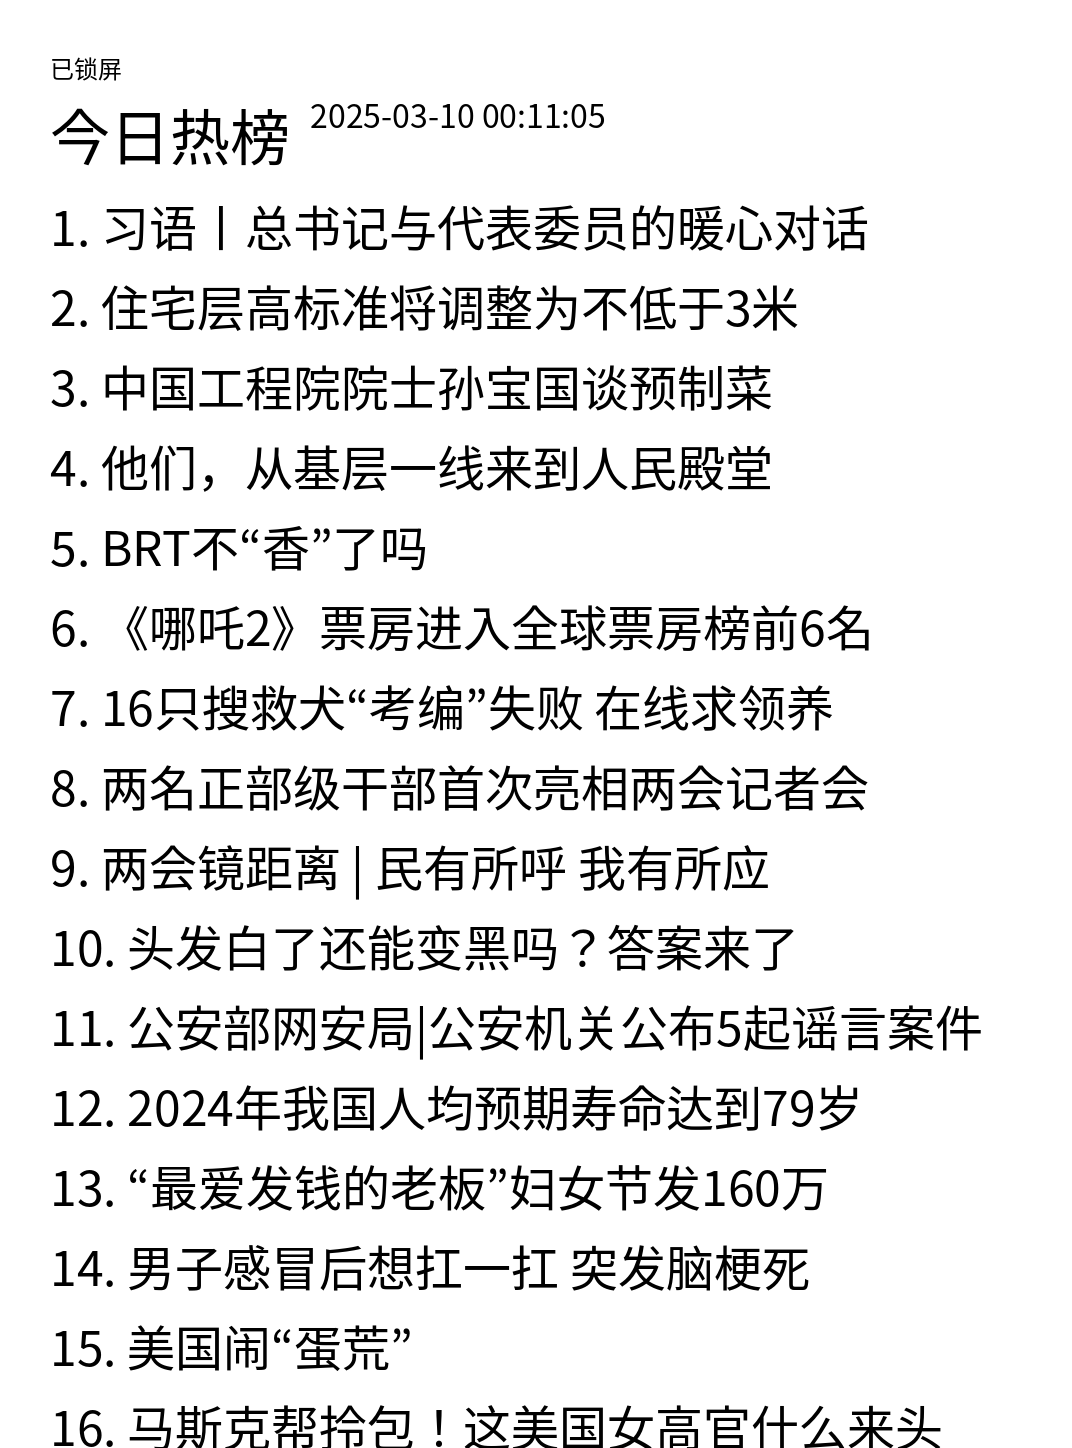 已锁屏
今日热榜 2025-03-10 00:11:05
1. 习语丨总书记与代表委员的暖心对话
2. 住宅层高标准将调整为不低于3米
3. 中国工程院院士孙宝国谈预制菜
4. 他们，从基层一线来到人民殿堂
5. BRT不“香”了吗
6. 《哪吒2》票房进入全球票房榜前6名
7. 16只搜救犬“考编”失败 在线求领养
8. 两名正部级干部首次亮相两会记者会
9. 两会镜距离 | 民有所呼 我有所应
10. 头发白了还能变黑吗？答案来了
11. 公安部网安局|公安机关公布5起谣言案件
12. 2024年我国人均预期寿命达到79岁
13. “最爱发钱的老板”妇女节发160万
14. 男子感冒后想扛一扛 突发脑梗死
15. 美国闹“蛋荒”
16. 马斯克帮拎包！这美国女高官什么来头